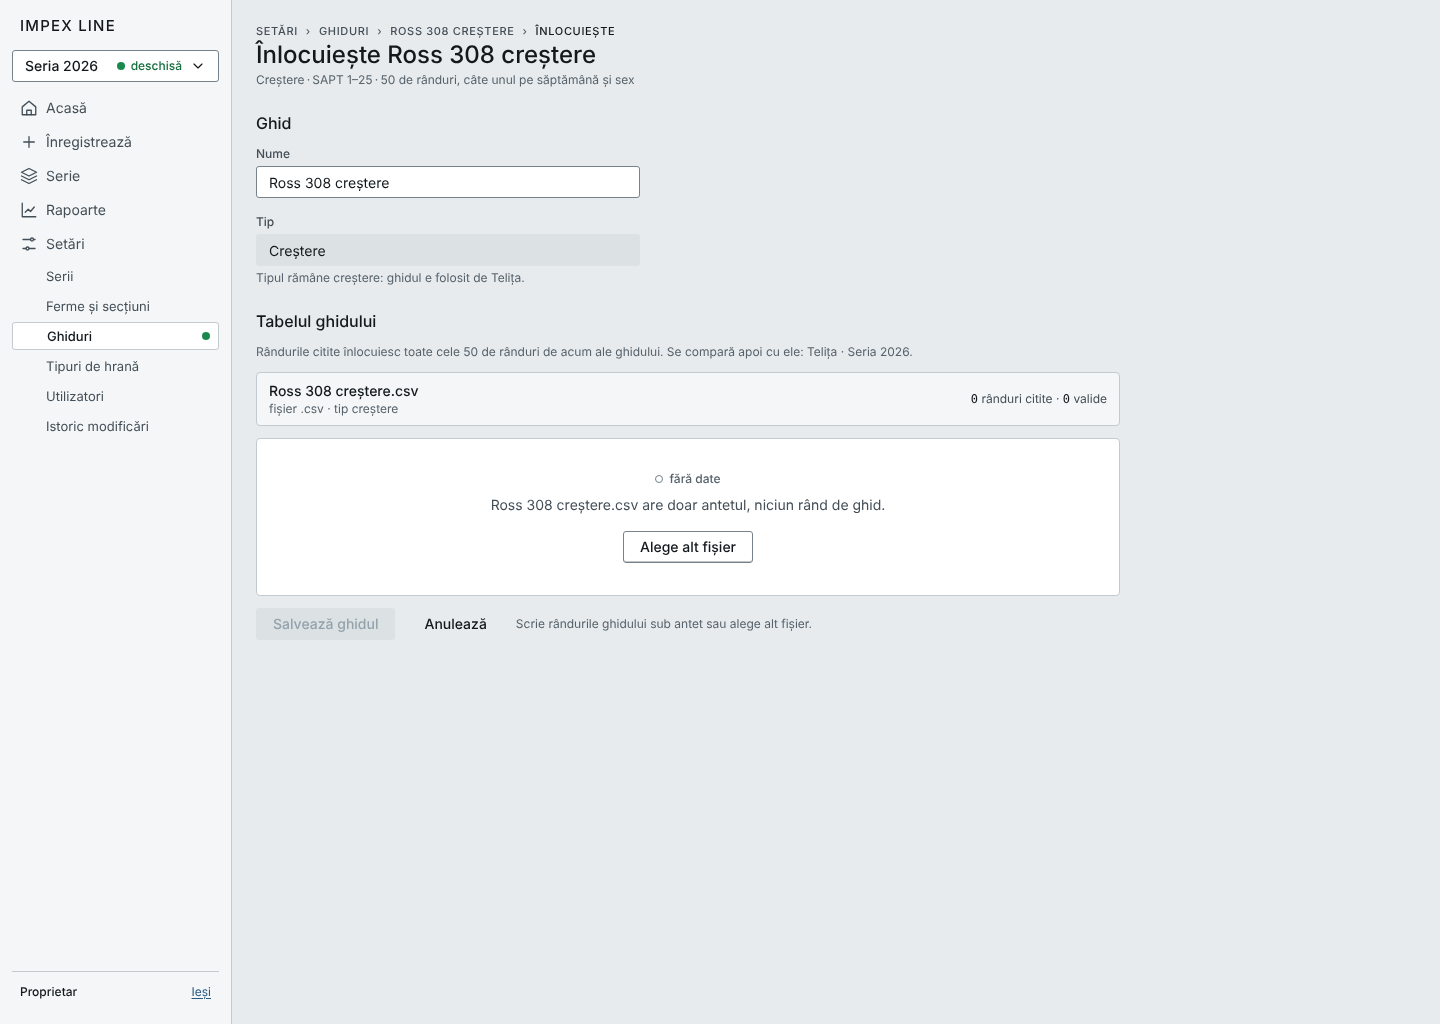 IMPEX LINE
Seria 2026 deschisă
Acasă
Înregistrează
Serie
Rapoarte
Setări
Serii
Ferme și secțiuni
Ghiduri
Tipuri de hrană
Utilizatori
Istoric modificări
Proprietar Ieși
SETĂRI › GHIDURI › ROSS 308 CREȘTERE › ÎNLOCUIEȘTE
Înlocuiește Ross 308 creștere
Creștere · SAPT 1–25 · 50 de rânduri, câte unul pe săptămână și sex
Ghid
Nume
Ross 308 creștere
Tip
Creștere
Tipul rămâne creștere: ghidul e folosit de Telița.
Tabelul ghidului
Rândurile citite înlocuiesc toate cele 50 de rânduri de acum ale ghidului. Se compară apoi cu ele: Telița · Seria 2026.
Ross 308 creștere.csv
fișier .csv · tip creștere
0 rânduri citite · 0 valide
fără date
Ross 308 creștere.csv are doar antetul, niciun rând de ghid.
Alege alt fișier
Salvează ghidul Anulează Scrie rândurile ghidului sub antet sau alege alt fișier.